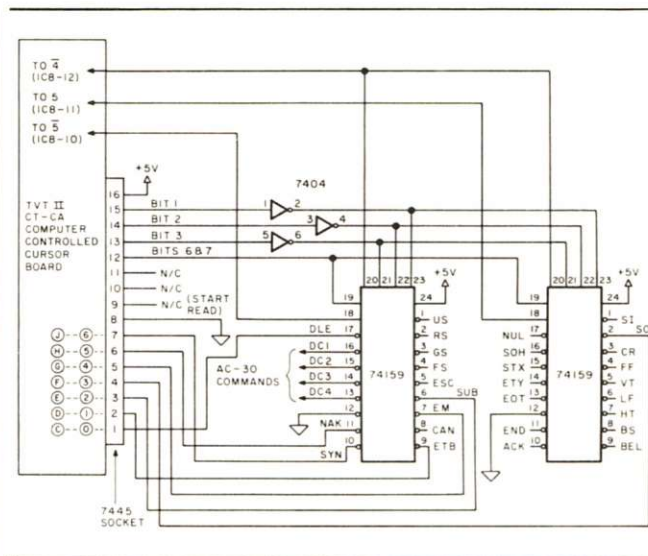 TO 4̅
(IC8-12)
TO 5
(IC8-11)
TO 5̅
(IC8-10)
TVT II
CT-CA
COMPUTER
CONTROLLED
CURSOR
BOARD
+5V
16
15 BIT 1
14 BIT 2
13 BIT 3
12 BITS 6&7
11 N/C
10 N/C
9 N/C (START READ)
8
J 6 7
H 5 6
G 4 5
F 3 4
E 2 3
D 1 2
C 0 1
7445
SOCKET
7404
1 2
3 4
5 6
20 21 22 23
19
18
DLE 17
DC1 16
DC2 15
DC3 14
DC4 13
AC-30
COMMANDS
12
NAK 11
SYN 10
74159
24 +5V
1 US
2 RS
3 GS
4 FS
5 ESC
6 SUB
7 EM
8 CAN
9 ETB
20 21 22 23
19
18
NUL 17
SOH 16
STX 15
ETY 14
EOT 13
12
END 11
ACK 10
74159
24 +5V
1 SI
2 SO
3 CR
4 FF
5 VT
6 LF
7 HT
8 BS
9 BEL